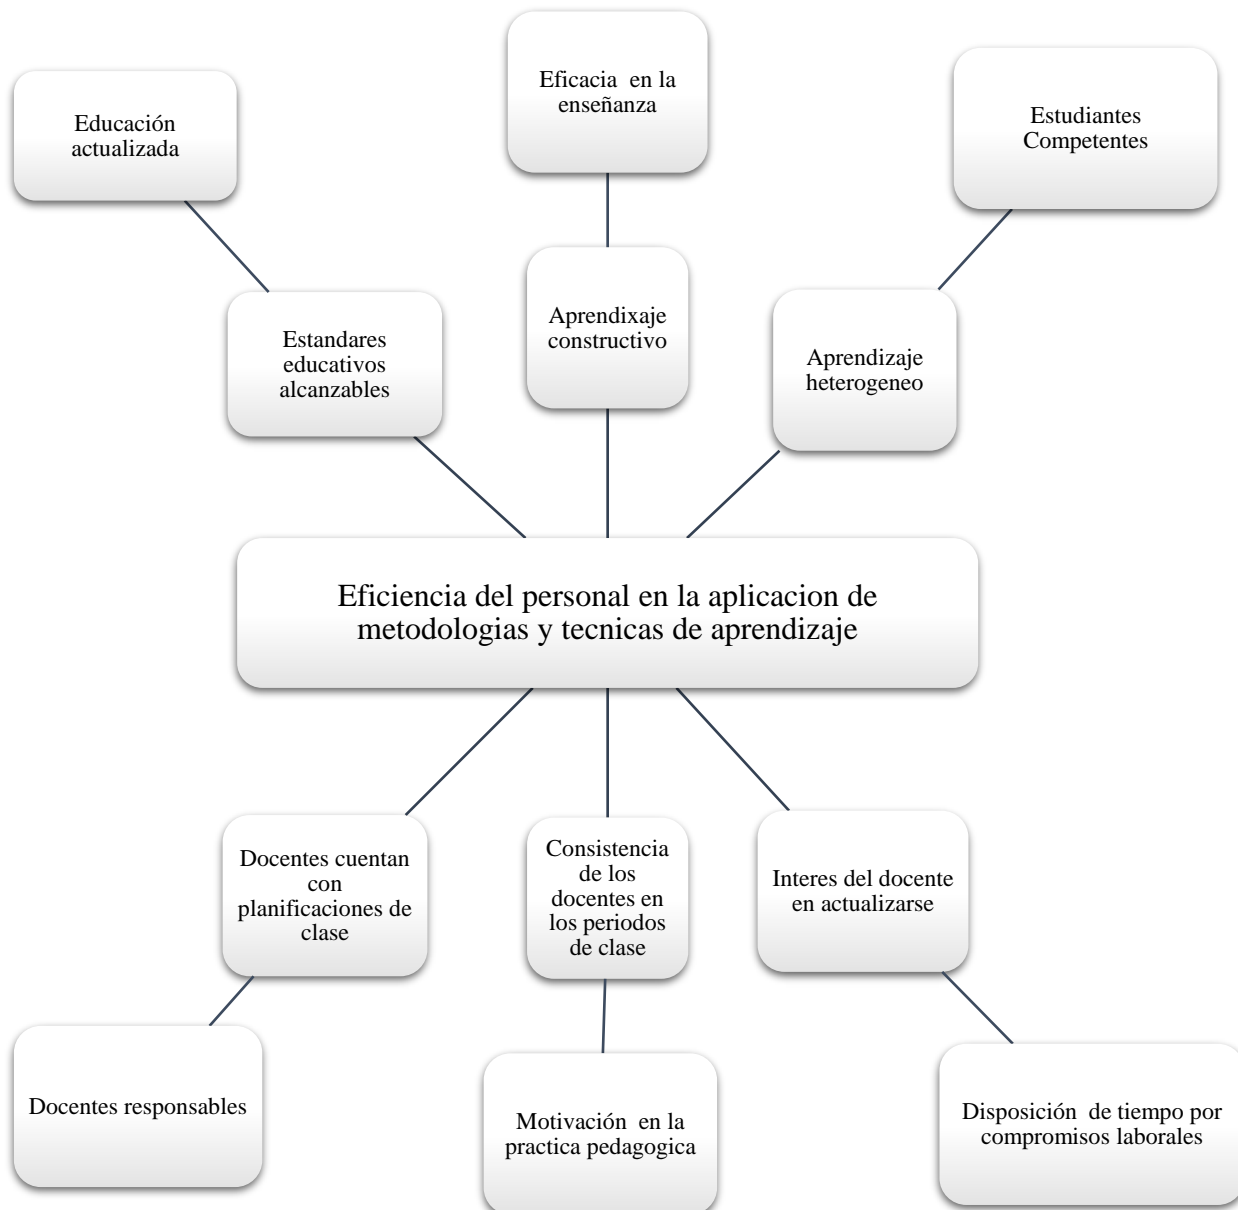 Eficacia en la
enseñanza
Educación
actualizada
Estudiantes
Competentes
Estandares
educativos
alcanzables
Aprendixaje
constructivo
Aprendizaje
heterogeneo
Eficiencia del personal en la aplicacion de
metodologias y tecnicas de aprendizaje
Docentes cuentan
con
planificaciones de
clase
Consistencia
de los
docentes en
los periodos
de clase
Interes del docente
en actualizarse
Docentes responsables
Motivación en la
practica pedagogica
Disposición de tiempo por
compromisos laborales